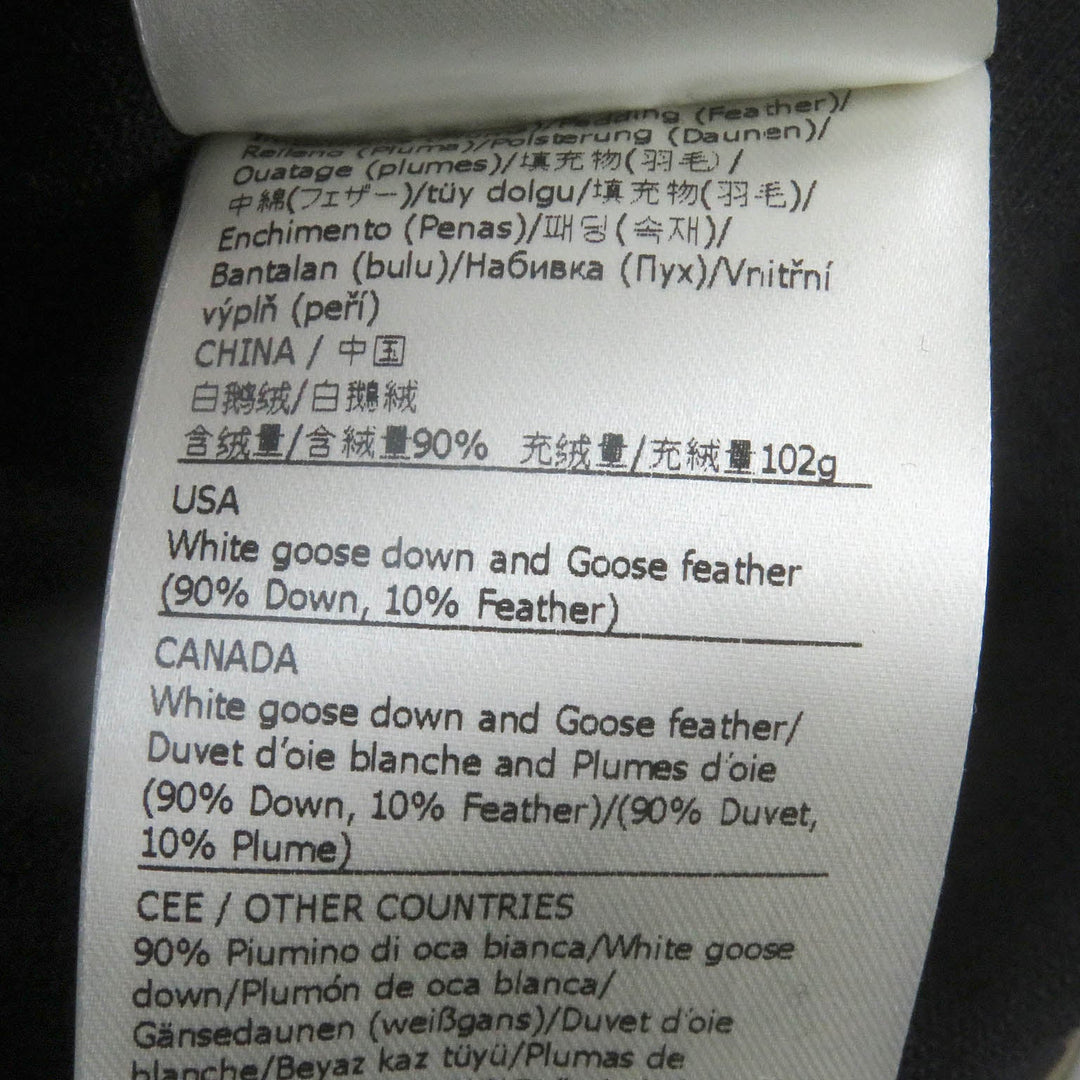 (Feather)/
Relleno (Pluma)/Polsterung (Daunen)/
Ouatage (plumes)/填充物(羽毛)/
中綿(フェザー)/tüy dolgu/填充物(羽毛)/
Enchimento (Penas)/패딩(속재)/
Bantalan (bulu)/Набивка (Пух)/Vnitřní
výplň (peří)
CHINA / 中国
白鹅绒/白鵝絨
含绒量/含絨量90% 充绒量/充絨量102g
USA
White goose down and Goose feather
(90% Down, 10% Feather)
CANADA
White goose down and Goose feather/
Duvet d'oie blanche and Plumes d'oie
(90% Down, 10% Feather)/(90% Duvet,
10% Plume)
CEE / OTHER COUNTRIES
90% Piumino di oca bianca/White goose
down/Plumón de oca blanca/
Gänsedaunen (weißgans)/Duvet d'oie
blanche/Beyaz kaz tüyü/Plumas de